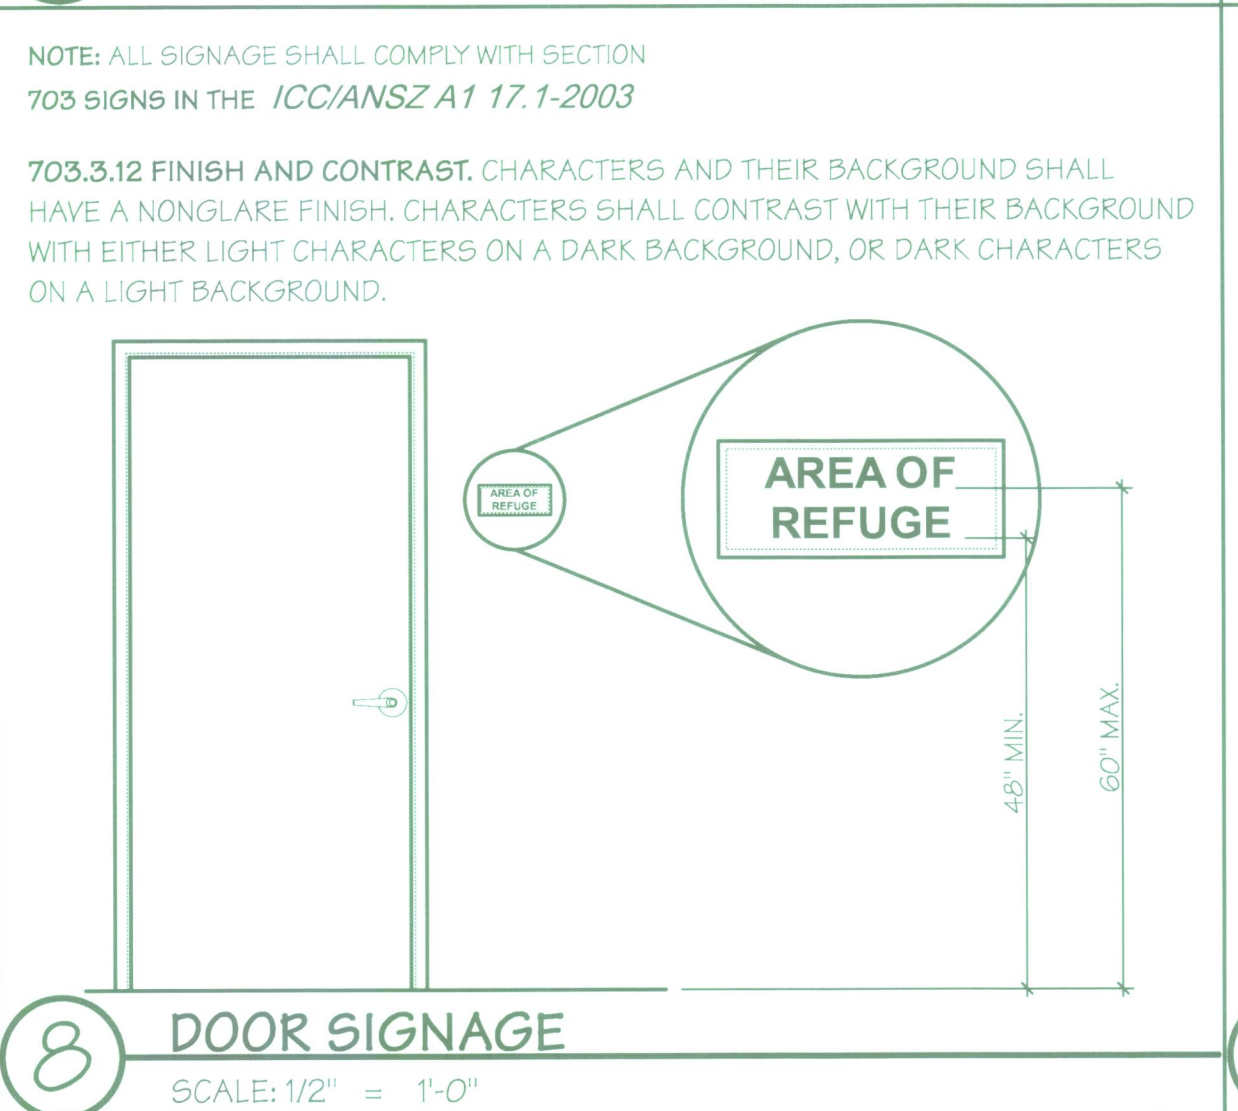 NOTE: ALL SIGNAGE SHALL COMPLY WITH SECTION
703 SIGNS IN THE ICC/ANSZ A1 17.1-2003
703.3.12 FINISH AND CONTRAST. CHARACTERS AND THEIR BACKGROUND SHALL
HAVE A NONGLARE FINISH. CHARACTERS SHALL CONTRAST WITH THEIR BACKGROUND
WITH EITHER LIGHT CHARACTERS ON A DARK BACKGROUND, OR DARK CHARACTERS
ON A LIGHT BACKGROUND.
AREA OF
REFUGE
AREA OF
REFUGE
48" MIN.
60" MAX.
8
DOOR SIGNAGE
SCALE: 1/2" = 1'-0"